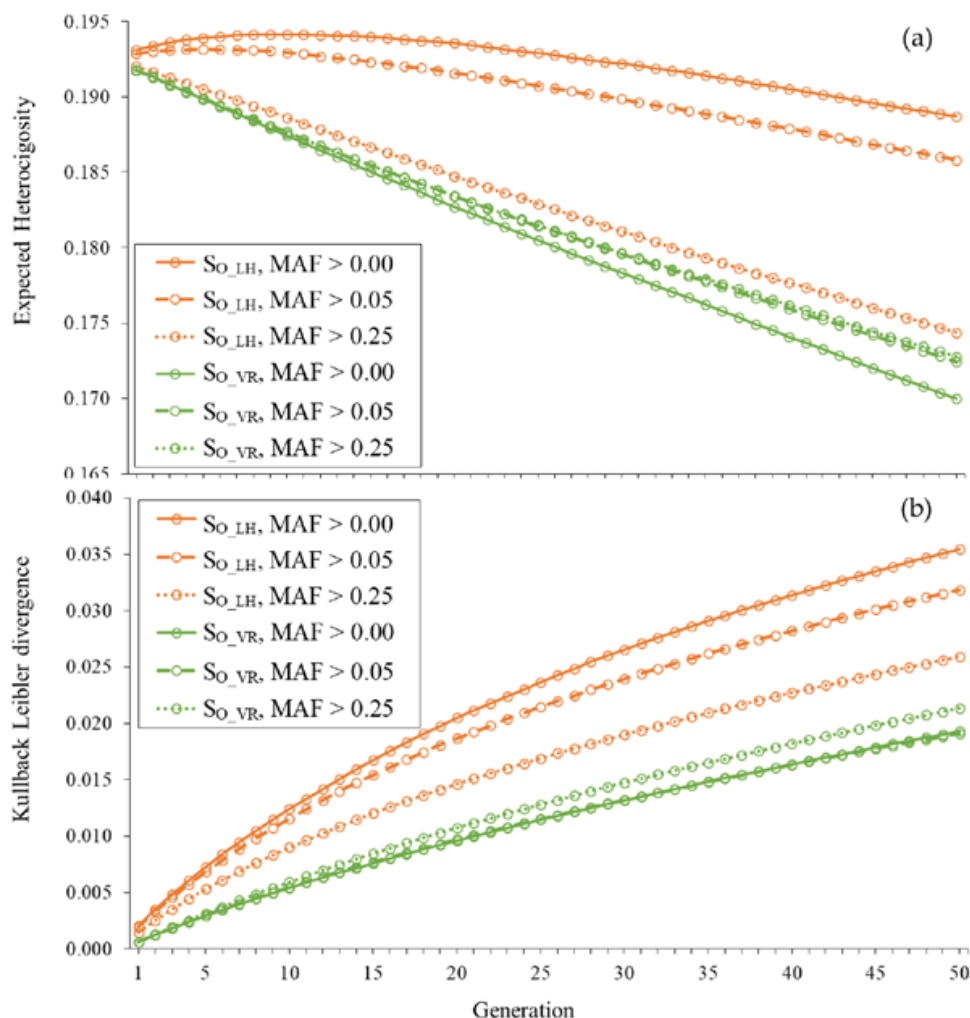 0.195
(a)
0.190
0.185
0.180
0.175
0.170
0.165
Expected Heterocigosity
S_O_LH, MAF > 0.00
S_O_LH, MAF > 0.05
S_O_LH, MAF > 0.25
S_O_VR, MAF > 0.00
S_O_VR, MAF > 0.05
S_O_VR, MAF > 0.25
0.040
(b)
0.035
0.030
0.025
0.020
0.015
0.010
0.005
0.000
Kullback Leibler divergence
S_O_LH, MAF > 0.00
S_O_LH, MAF > 0.05
S_O_LH, MAF > 0.25
S_O_VR, MAF > 0.00
S_O_VR, MAF > 0.05
S_O_VR, MAF > 0.25
1 5 10 15 20 25 30 35 40 45 50
Generation